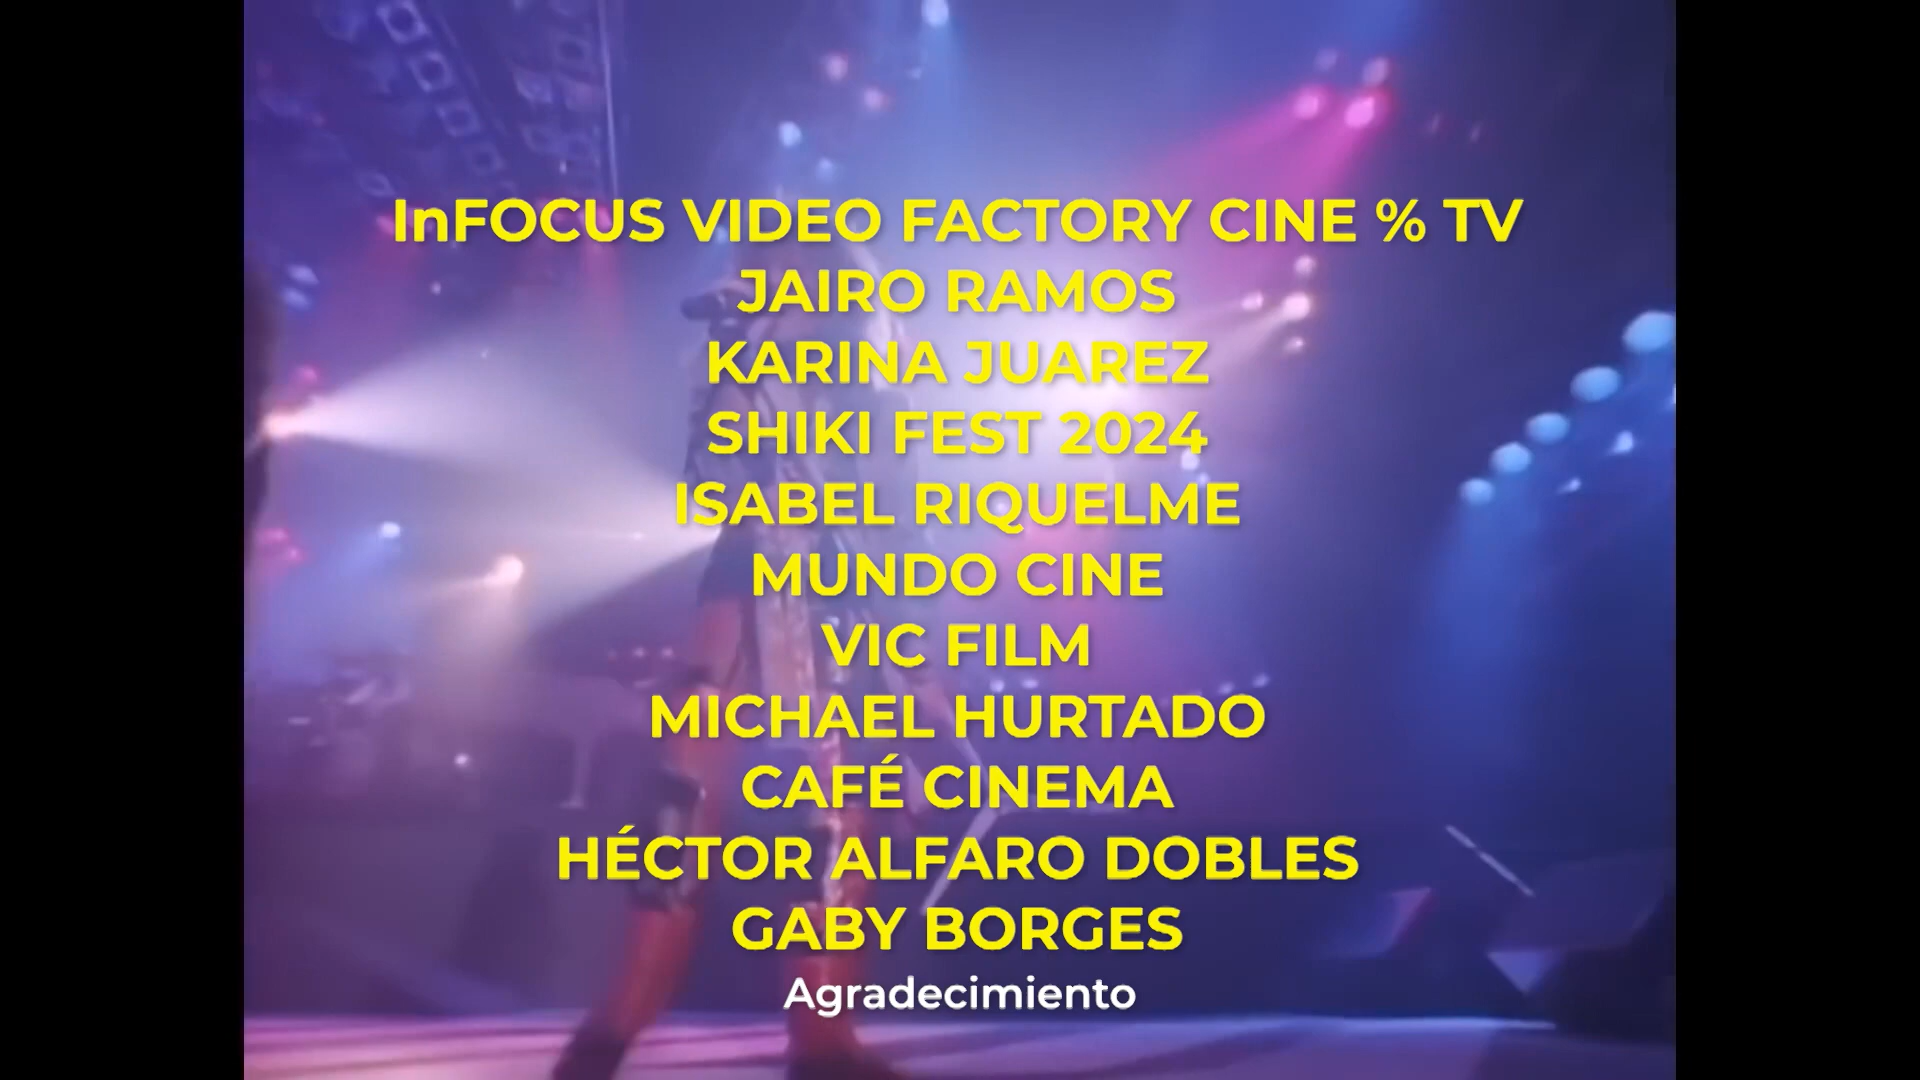 InFOCUS VIDEO FACTORY CINE % TV
JAIRO RAMOS
KARINA JUAREZ
SHIKI FEST 2024
ISABEL RIQUELME
MUNDO CINE
VIC FILM
MICHAEL HURTADO
CAFÉ CINEMA
HÉCTOR ALFARO DOBLES
GABY BORGES
Agradecimiento